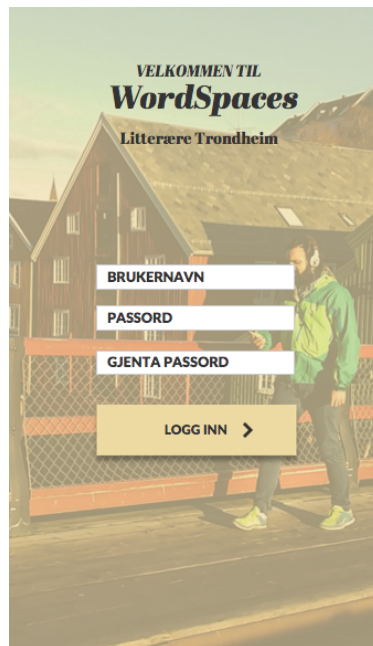 VELKOMMEN TIL
WordSpaces
Litterære Trondheim
BRUKERNAVN
PASSORD
GJENTA PASSORD
LOGG INN